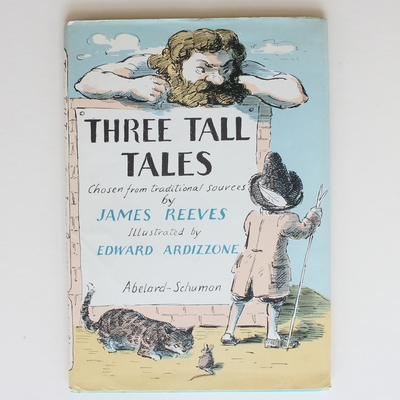 THREE TALL
TALES
Chosen from traditional sources
by
JAMES REEVES
Illustrated by
EDWARD ARDIZZONE
Abelard-Schuman